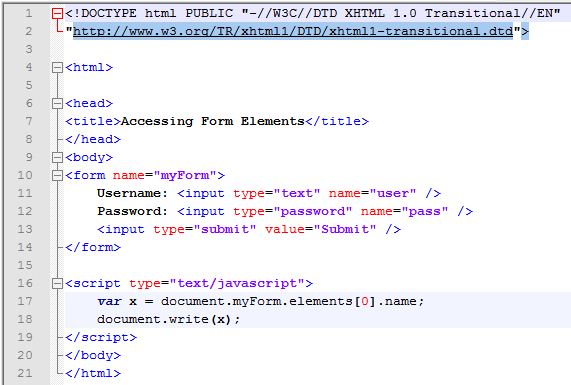 1 <!DOCTYPE html PUBLIC "-//W3C//DTD XHTML 1.0 Transitional//EN"
2 "http://www.w3.org/TR/xhtml1/DTD/xhtml1-transitional.dtd">
3
4 <html>
5
6 <head>
7 <title>Accessing Form Elements</title>
8 </head>
9 <body>
10 <form name="myForm">
11 Username: <input type="text" name="user" />
12 Password: <input type="password" name="pass" />
13 <input type="submit" value="Submit" />
14 </form>
15
16 <script type="text/javascript">
17 var x = document.myForm.elements[0].name;
18 document.write(x);
19 </script>
20 </body>
21 </html>